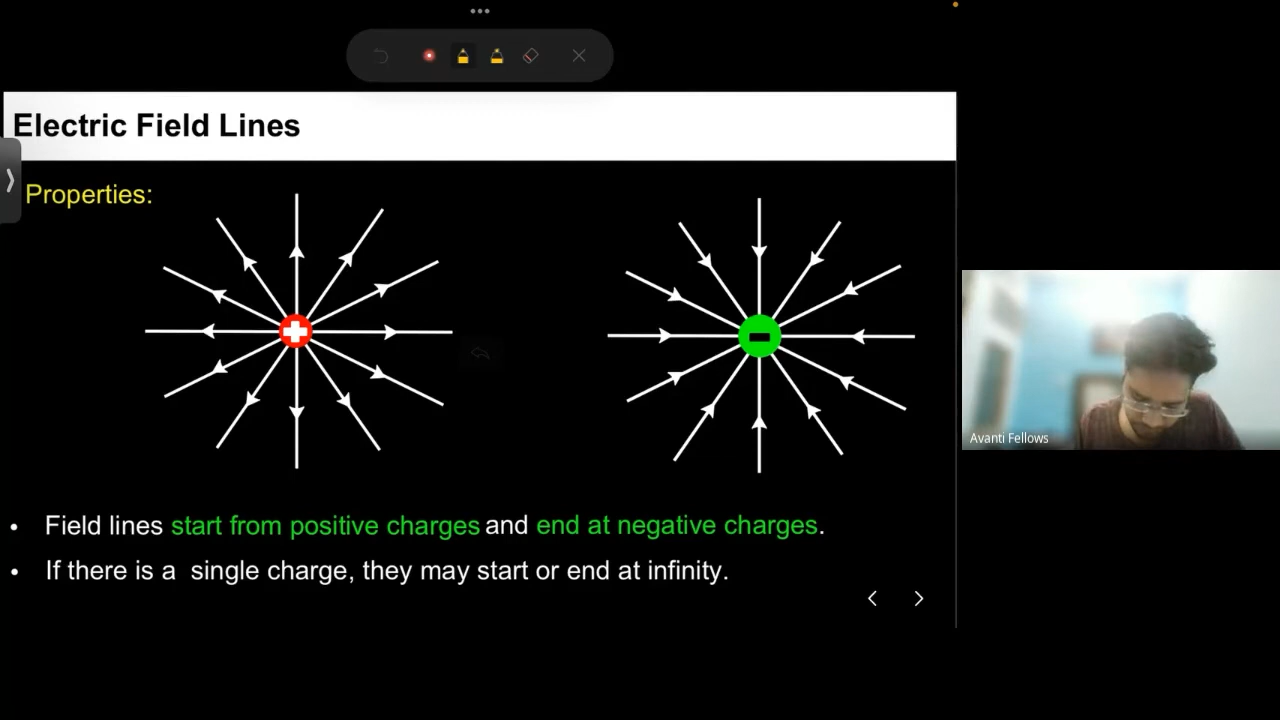 Electric Field Lines
Properties:
• Field lines start from positive charges and end at negative charges.
• If there is a single charge, they may start or end at infinity.
Avanti Fellows